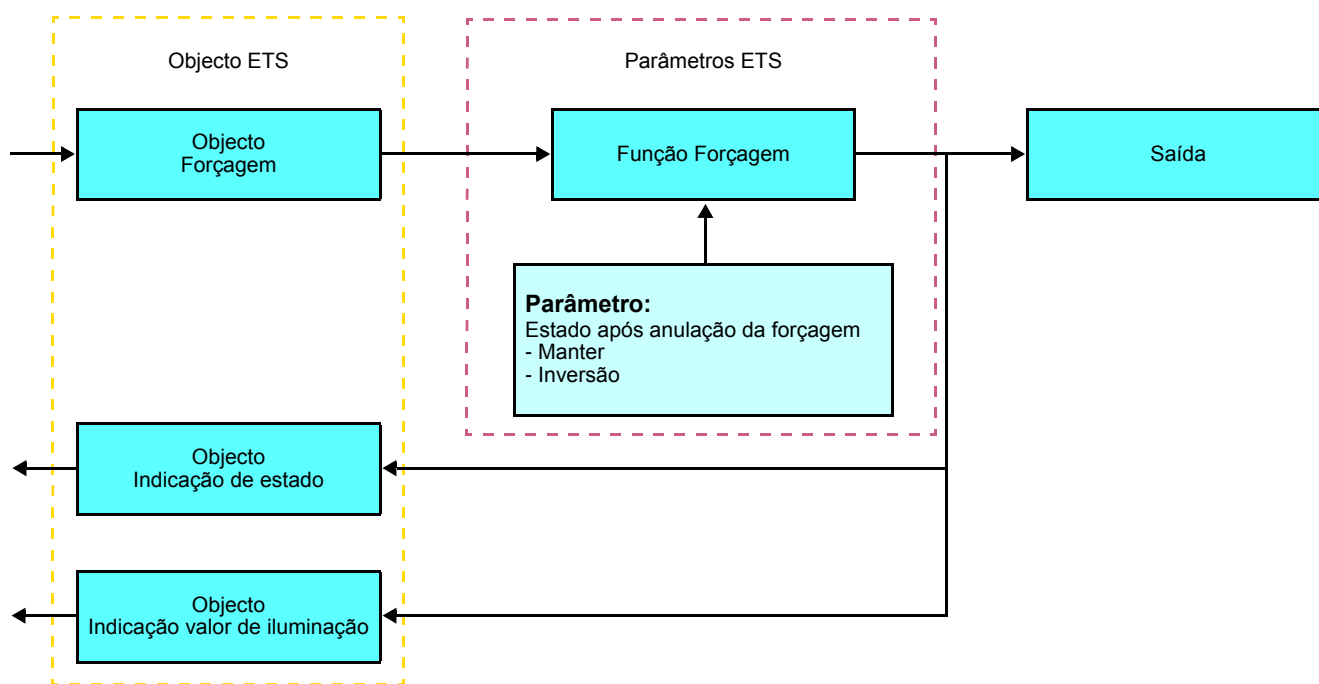 Objecto ETS
Parâmetros ETS
Objecto
Forçagem
Função Forçagem
Saída
Parâmetro:
Estado após anulação da forçagem
- Manter
- Inversão
Objecto
Indicação de estado
Objecto
Indicação valor de iluminação